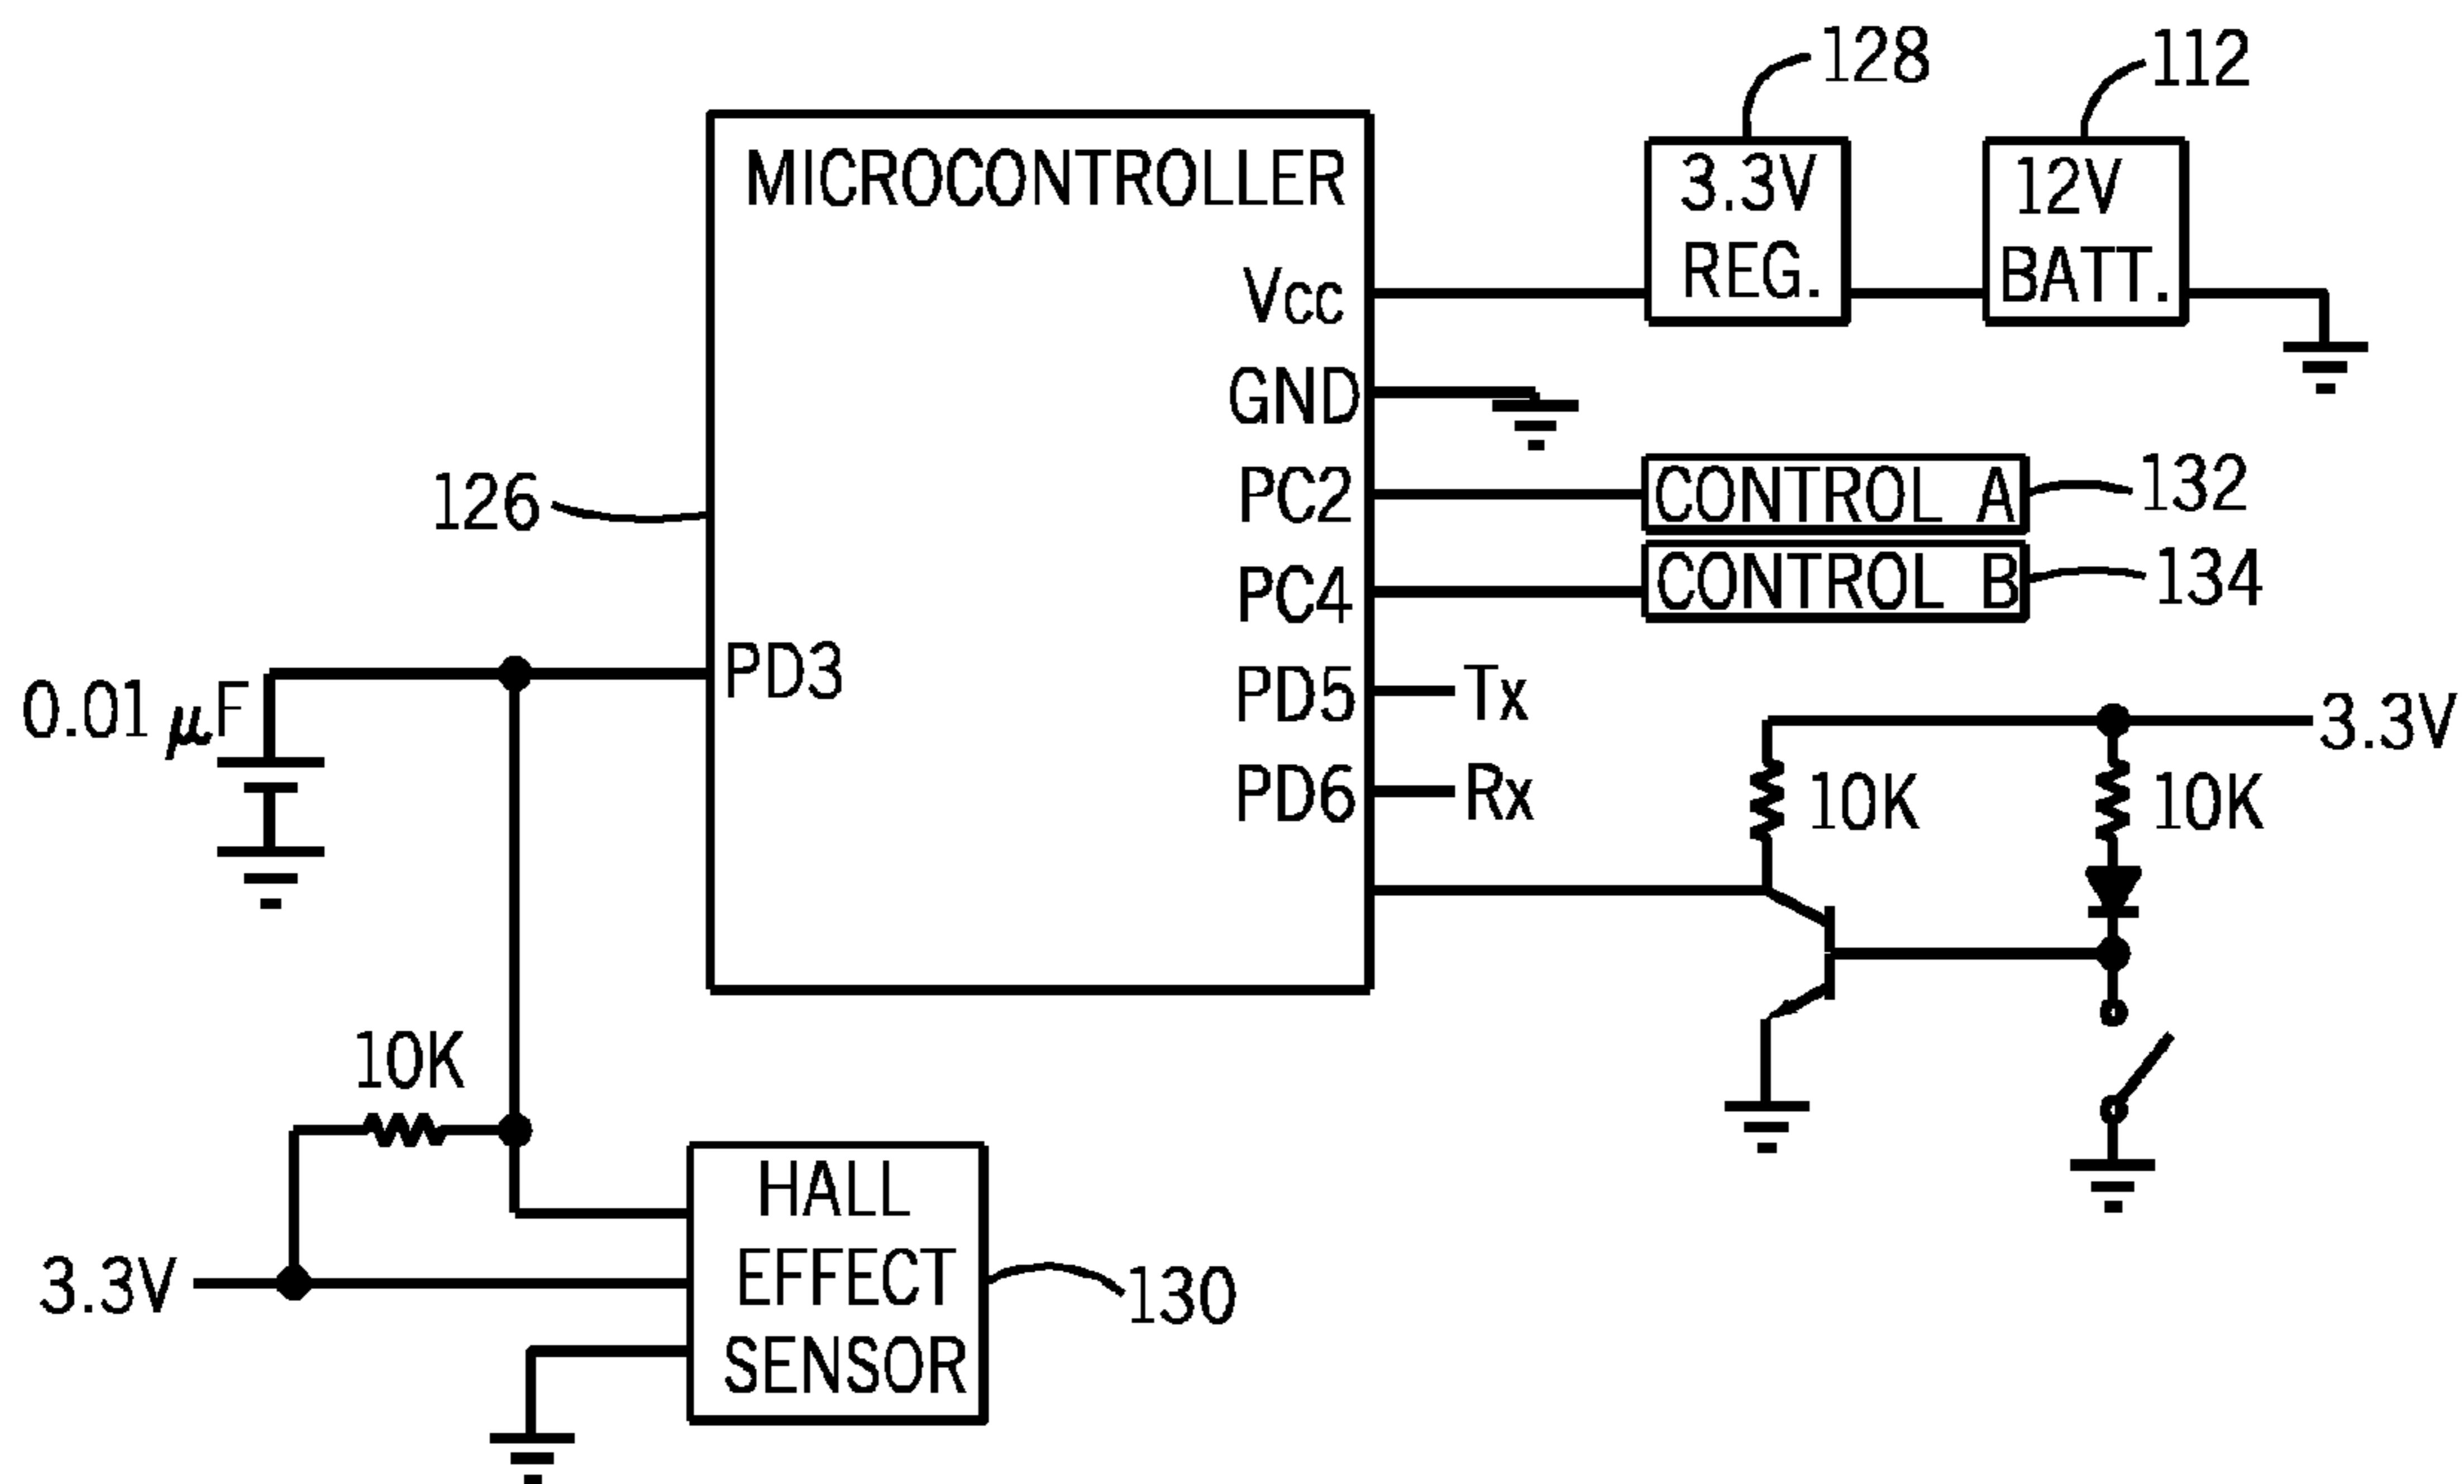 128
112
MICROCONTROLLER
3.3V
REG.
12V
BATT.
Vcc
GND
126
PC2
CONTROL A
132
PC4
CONTROL B
134
PD3
0.01 μF
PD5
Tx
3.3V
PD6
Rx
10K
10K
10K
HALL
EFFECT
SENSOR
3.3V
130